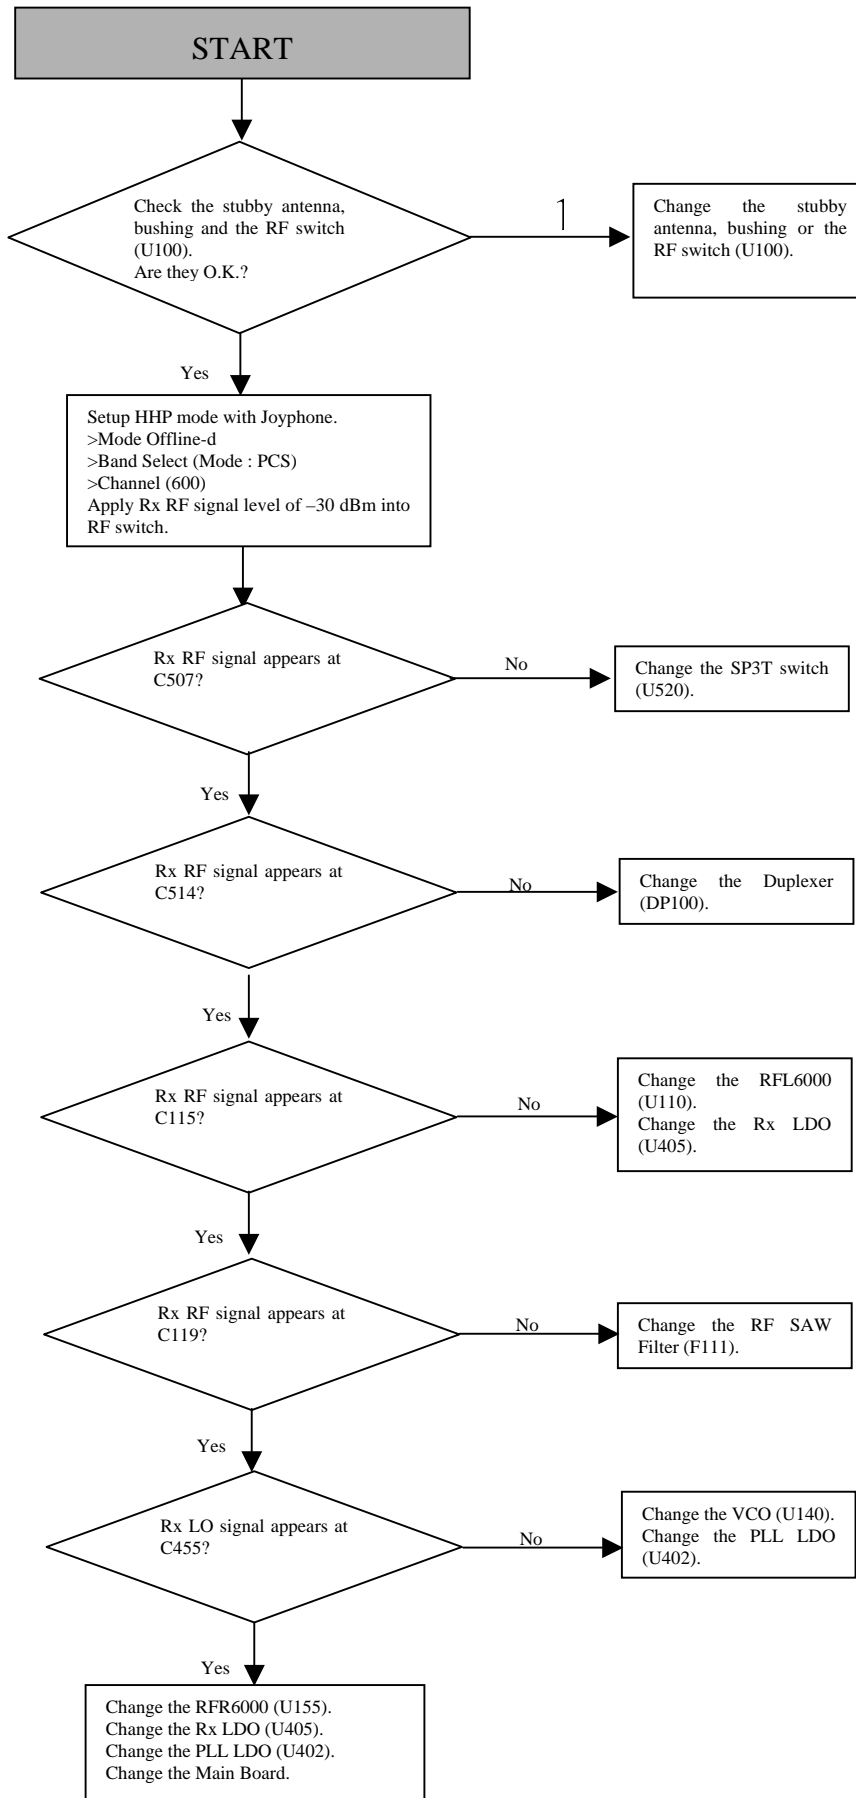 START
Check the stubby antenna,
bushing and the RF switch
(U100).
Are they O.K.?
1
Change the stubby
antenna, bushing or the
RF switch (U100).
Yes
Setup HHP mode with Joyphone.
>Mode Offline-d
>Band Select (Mode : PCS)
>Channel (600)
Apply Rx RF signal level of –30 dBm into
RF switch.
Rx RF signal appears at
C507?
No
Change the SP3T switch
(U520).
Yes
Rx RF signal appears at
C514?
No
Change the Duplexer
(DP100).
Yes
Rx RF signal appears at
C115?
No
Change the RFL6000
(U110).
Change the Rx LDO
(U405).
Yes
Rx RF signal appears at
C119?
No
Change the RF SAW
Filter (F111).
Yes
Rx LO signal appears at
C455?
No
Change the VCO (U140).
Change the PLL LDO
(U402).
Yes
Change the RFR6000 (U155).
Change the Rx LDO (U405).
Change the PLL LDO (U402).
Change the Main Board.